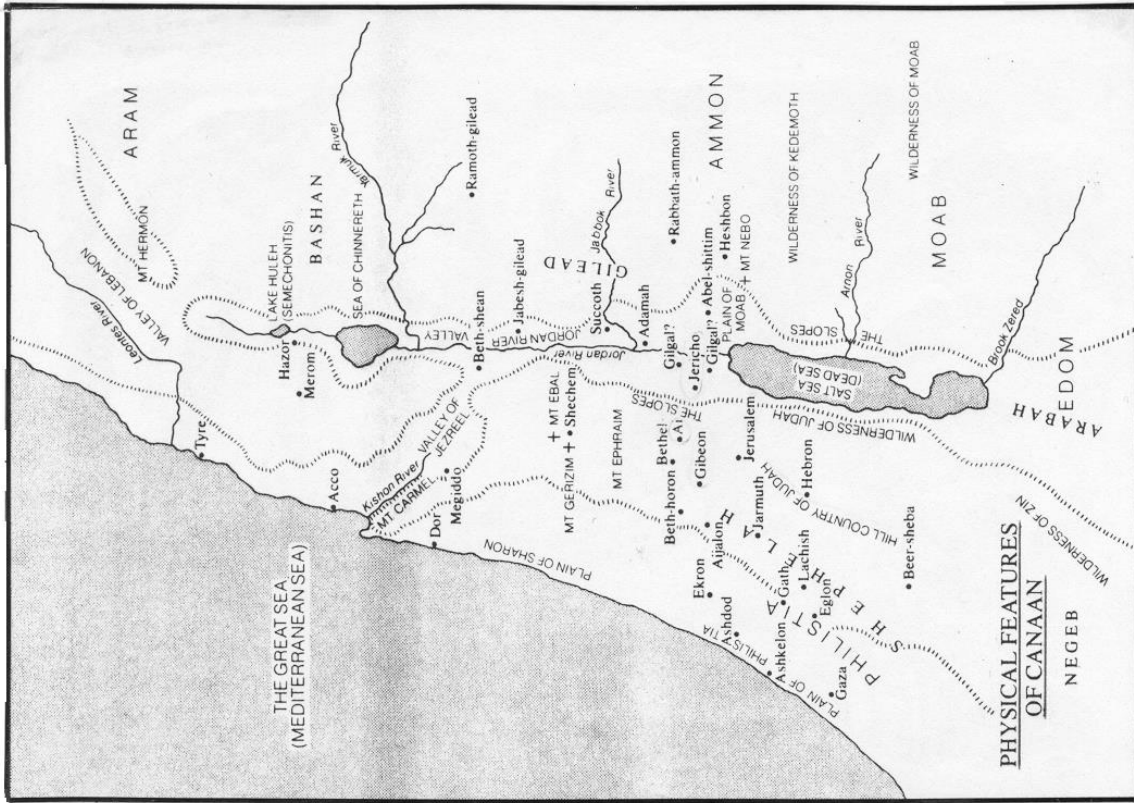 ARAM
MT HERMON
VALLEY OF LEBANON
Leontes River
LAKE HULEH
(SEMECHONITIS)
BASHAN
Yarmuk River
SEA OF CHINNERETH
Hazor
Merom
Tyre
Acco
THE GREAT SEA
(MEDITERRANEAN SEA)
Kishon River
VALLEY OF
JEZREEL
MT CARMEL
Megiddo
Dor
PLAIN OF SHARON
Ramoth-gilead
Beth-shean
Jabesh-gilead
JORDAN RIVER VALLEY
Jordan River
GILEAD
Jabbok River
Succoth
Adamah
MT EBAL
MT GERIZIM
Shechem
MT EPHRAIM
THE SLOPES
Rabbath-ammon
AMMON
Gilgal?
Jericho
Gilgal?
Abel-shittim
Heshbon
PLAIN OF
MOAB
MT NEBO
WILDERNESS OF KEDEMOTH
Bethel
Ai
Beth-horon
Gibeon
Aijalon
Ekron
Ashdod
Jerusalem
Jarmuth
HILL COUNTRY OF JUDAH
Hebron
Gath
Lachish
Eglon
Ashkelon
Gaza
PLAIN OF PHILISTIA
PHILISTIA
SHEPHELAH
Beer-sheba
SALT SEA
(DEAD SEA)
THE SLOPES
Arnon River
WILDERNESS OF MOAB
MOAB
Brook Zered
WILDERNESS OF JUDAH
ARABAH
EDOM
WILDERNESS OF ZIN
NEGEB
PHYSICAL FEATURES
OF CANAAN